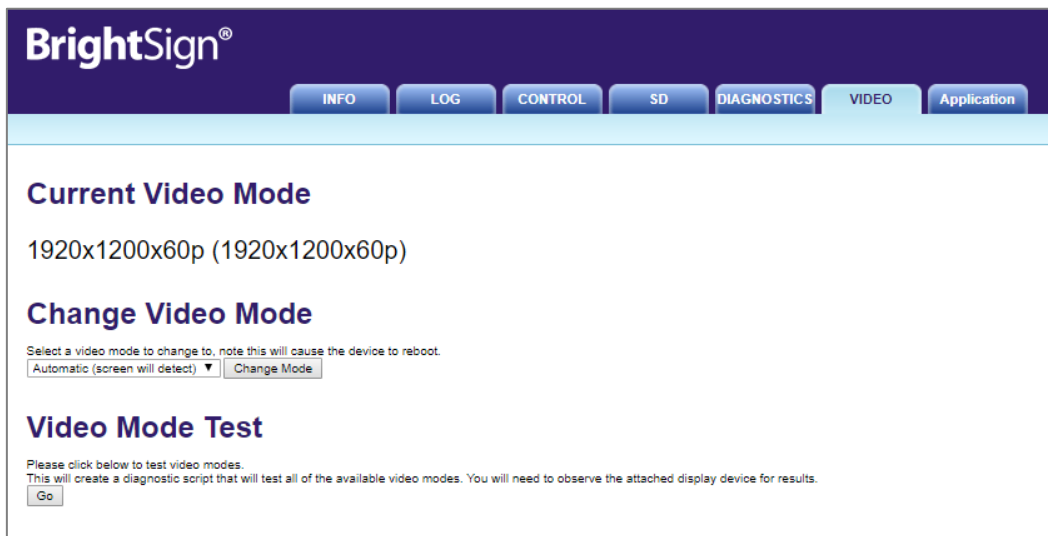 BrightSign®
INFO LOG CONTROL SD DIAGNOSTICS VIDEO Application
Current Video Mode
1920x1200x60p (1920x1200x60p)
Change Video Mode
Select a video mode to change to, note this will cause the device to reboot.
Automatic (screen will detect) ▼ Change Mode
Video Mode Test
Please click below to test video modes.
This will create a diagnostic script that will test all of the available video modes. You will need to observe the attached display device for results.
Go